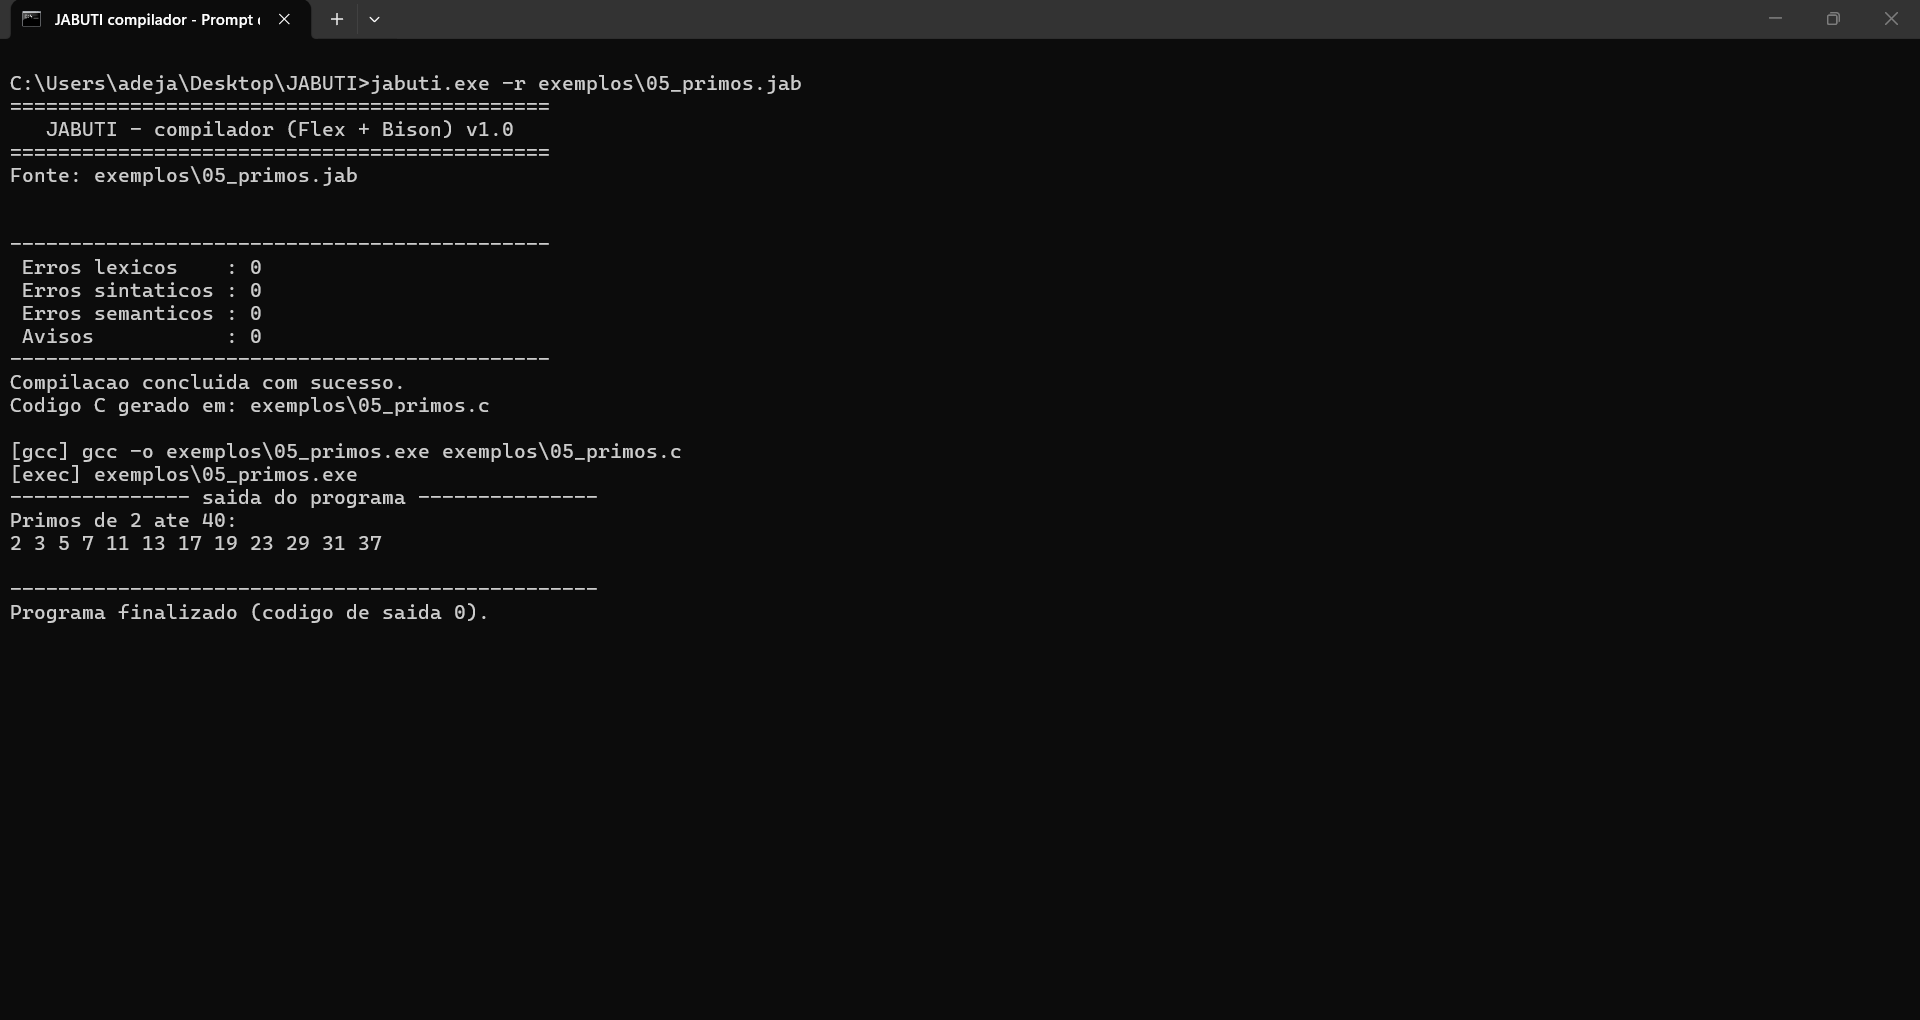 JABUTI compilador - Prompt
C:\Users\adeja\Desktop\JABUTI>jabuti.exe -r exemplos\05_primos.jab
=============================================
   JABUTI - compilador (Flex + Bison) v1.0
=============================================
Fonte: exemplos\05_primos.jab
---------------------------------------------
 Erros lexicos    : 0
 Erros sintaticos : 0
 Erros semanticos : 0
 Avisos           : 0
---------------------------------------------
Compilacao concluida com sucesso.
Codigo C gerado em: exemplos\05_primos.c
[gcc] gcc -o exemplos\05_primos.exe exemplos\05_primos.c
[exec] exemplos\05_primos.exe
--------------- saida do programa ---------------
Primos de 2 ate 40:
2 3 5 7 11 13 17 19 23 29 31 37
-------------------------------------------------
Programa finalizado (codigo de saida 0).